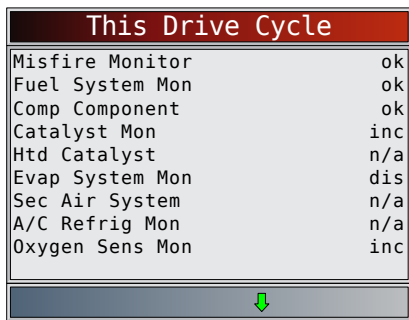 This Drive Cycle
Misfire Monitor ok
Fuel System Mon ok
Comp Component ok
Catalyst Mon inc
Htd Catalyst n/a
Evap System Mon dis
Sec Air System n/a
A/C Refrig Mon n/a
Oxygen Sens Mon inc